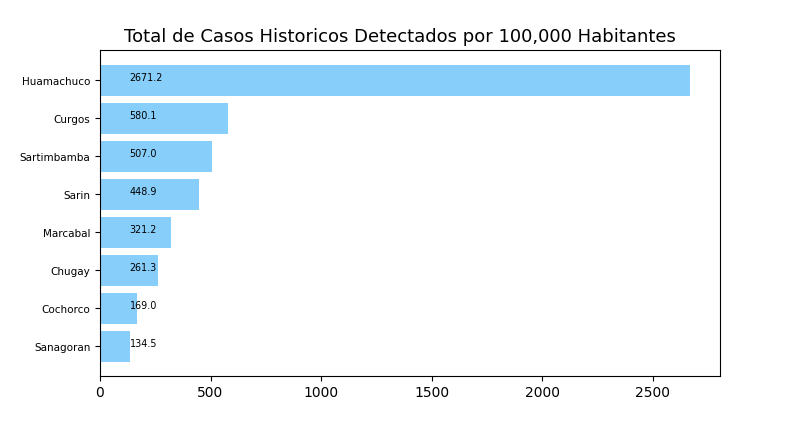 Total de Casos Historicos Detectados por 100,000 Habitantes
Huamachuco 2671.2
Curgos 580.1
Sartimbamba 507.0
Sarin 448.9
Marcabal 321.2
Chugay 261.3
Cochorco 169.0
Sanagoran 134.5
0 500 1000 1500 2000 2500